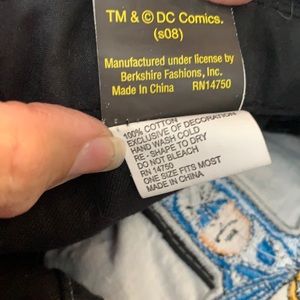 TM & © DC Comics.
(s08)
Manufactured under license by
Berkshire Fashions, Inc.
Made In China RN14750
100% COTTON
EXCLUSIVE OF DECORATION
HAND WASH COLD
RE - SHAPE TO DRY
DO NOT BLEACH
RN 14750
ONE SIZE FITS MOST
MADE IN CHINA